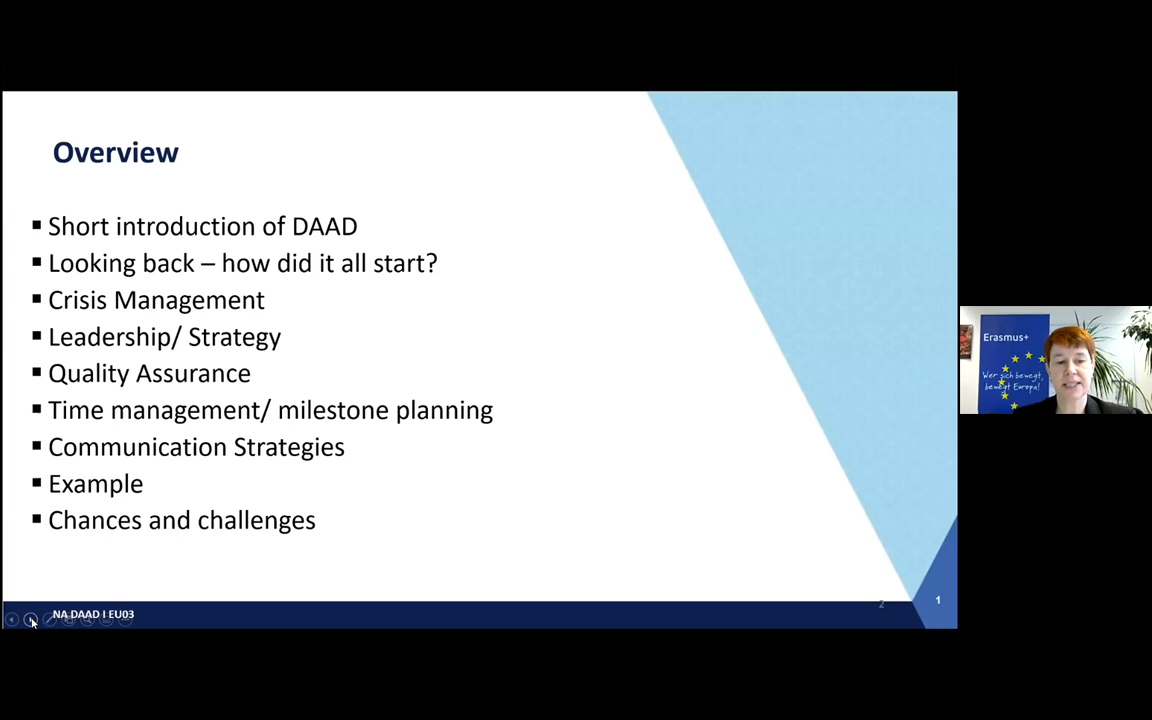 Overview
▪ Short introduction of DAAD
▪ Looking back – how did it all start?
▪ Crisis Management
▪ Leadership/ Strategy
▪ Quality Assurance
▪ Time management/ milestone planning
▪ Communication Strategies
▪ Example
▪ Chances and challenges
NA DAAD I EU03
2
1
Erasmus+
Wer sich bewegt,
bewegt Europa!